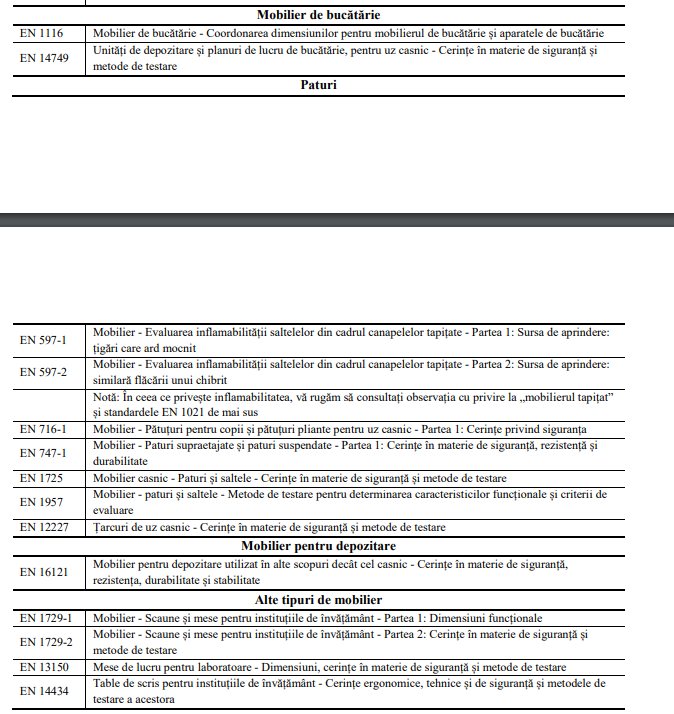 Mobilier de bucătărie
EN 1116 Mobilier de bucătărie - Coordonarea dimensiunilor pentru mobilierul de bucătărie și aparatele de bucătărie
EN 14749 Unități de depozitare și planuri de lucru de bucătărie, pentru uz casnic - Cerințe în materie de siguranță și
metode de testare
Paturi
EN 597-1 Mobilier - Evaluarea inflamabilității saltelelor din cadrul canapelelor tapițate - Partea 1: Sursa de aprindere:
țigări care ard mocnit
EN 597-2 Mobilier - Evaluarea inflamabilității saltelelor din cadrul canapelelor tapițate - Partea 2: Sursa de aprindere:
similară flăcării unui chibrit
Notă: În ceea ce privește inflamabilitatea, vă rugăm să consultați observația cu privire la „mobilierul tapițat”
și standardele EN 1021 de mai sus
EN 716-1 Mobilier - Pătuțuri pentru copii și pătuțuri pliante pentru uz casnic - Partea 1: Cerințe privind siguranța
EN 747-1 Mobilier - Paturi supraetajate și paturi suspendate - Partea 1: Cerințe în materie de siguranță, rezistență și
durabilitate
EN 1725 Mobilier casnic - Paturi și saltele - Cerințe în materie de siguranță și metode de testare
EN 1957 Mobilier - paturi și saltele - Metode de testare pentru determinarea caracteristicilor funcționale și criterii de
evaluare
EN 12227 Țarcuri de uz casnic - Cerințe în materie de siguranță și metode de testare
Mobilier pentru depozitare
EN 16121 Mobilier pentru depozitare utilizat în alte scopuri decât cel casnic - Cerințe în materie de siguranță,
rezistența, durabilitate și stabilitate
Alte tipuri de mobilier
EN 1729-1 Mobilier - Scaune și mese pentru instituțiile de învățământ - Partea 1: Dimensiuni funcționale
EN 1729-2 Mobilier - Scaune și mese pentru instituțiile de învățământ - Partea 2: Cerințe în materie de siguranță și
metode de testare
EN 13150 Mese de lucru pentru laboratoare - Dimensiuni, cerințe în materie de siguranță și metode de testare
EN 14434 Table de scris pentru instituțiile de învățământ - Cerințe ergonomice, tehnice și de siguranță și metodele de
testare a acestora